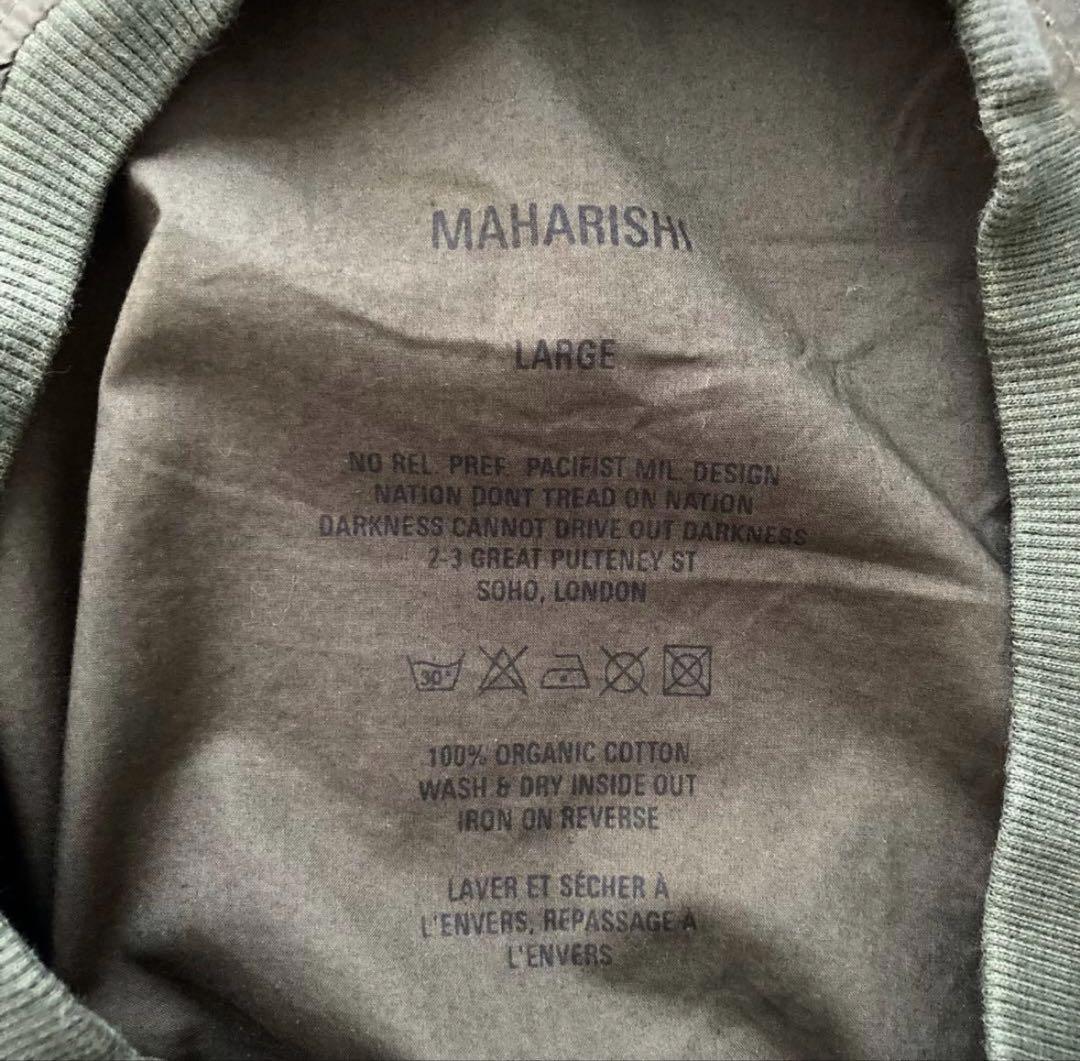 MAHARISHI
LARGE
NO REL. PREF. PACIFIST MIL. DESIGN
NATION DONT TREAD ON NATION
DARKNESS CANNOT DRIVE OUT DARKNESS
2-3 GREAT PULTENEY ST
SOHO, LONDON
30°
100% ORGANIC COTTON
WASH & DRY INSIDE OUT
IRON ON REVERSE
LAVER ET SÉCHER À
L'ENVERS, REPASSAGE À
L'ENVERS